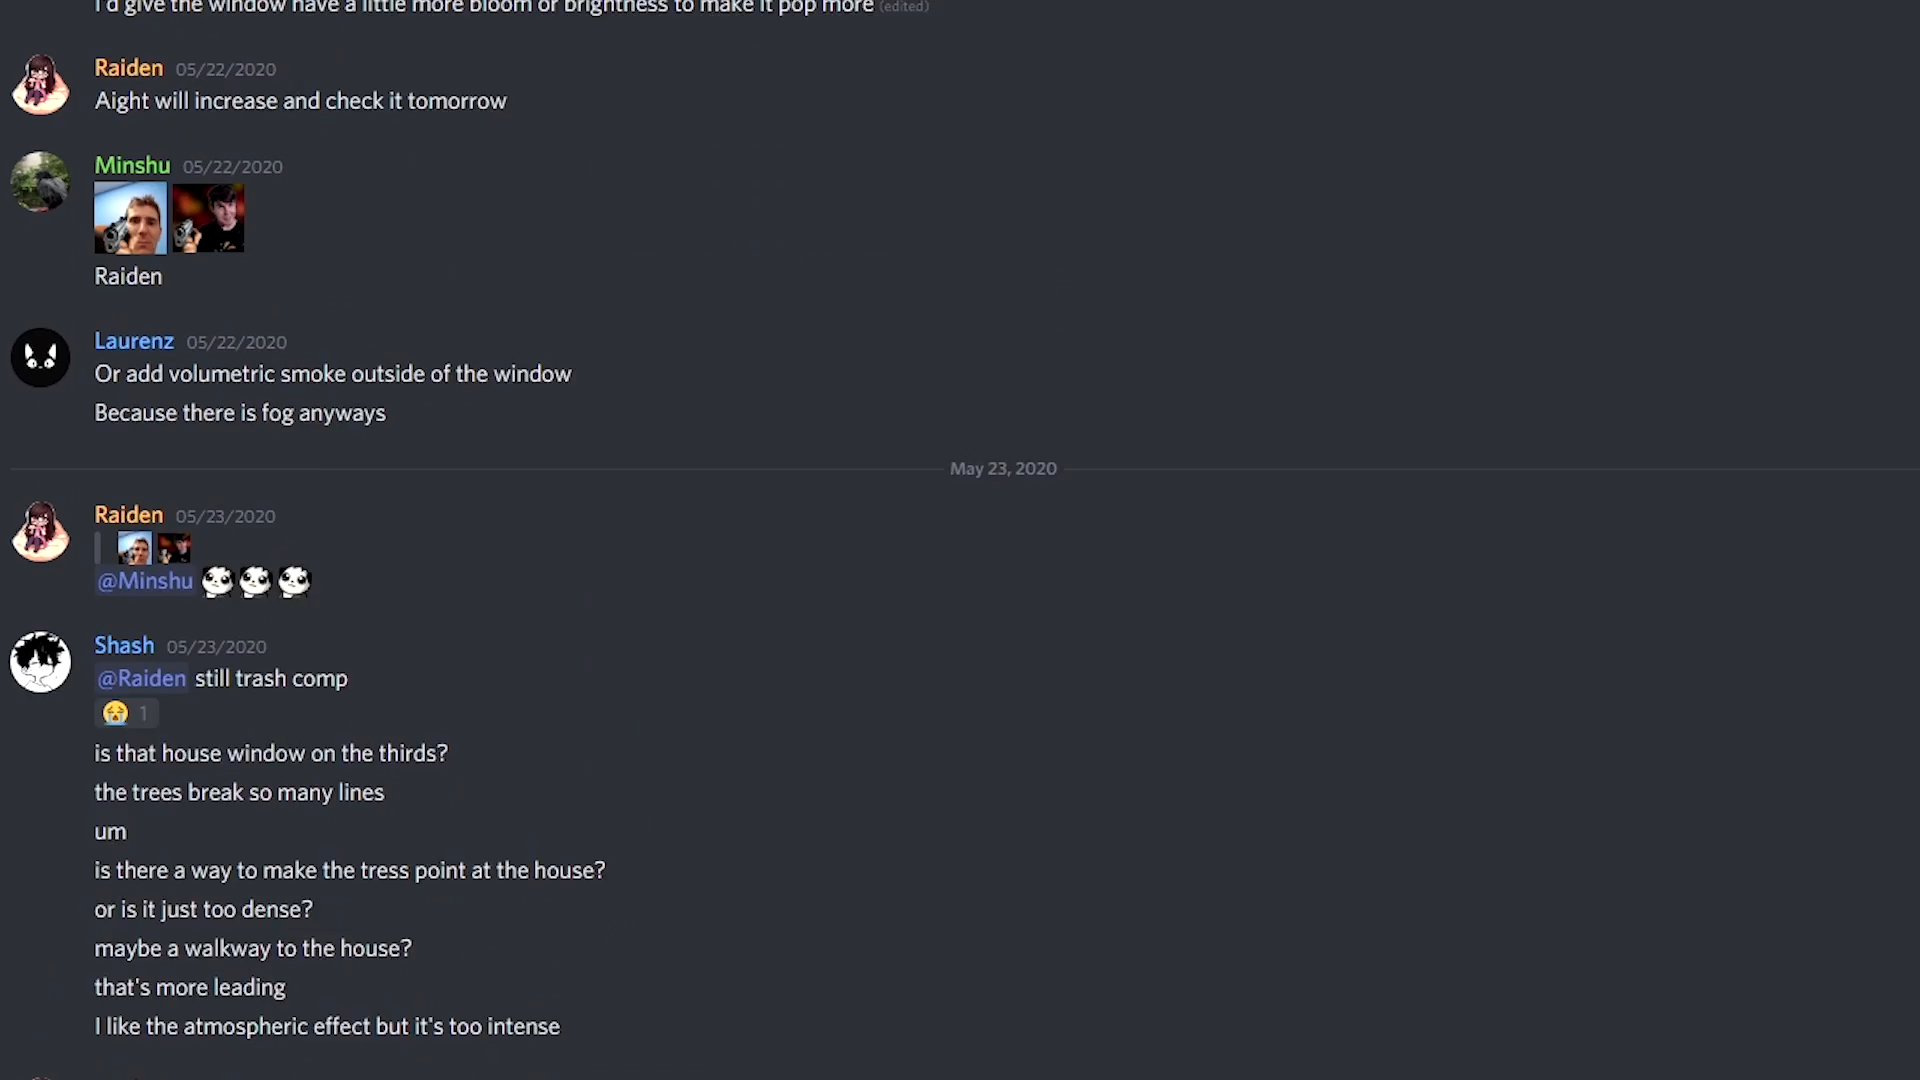 I'd give the window have a little more bloom or brightness to make it pop more (edited)
Raiden 05/22/2020
Aight will increase and check it tomorrow
Minshu 05/22/2020
Raiden
Laurenz 05/22/2020
Or add volumetric smoke outside of the window
Because there is fog anyways
May 23, 2020
Raiden 05/23/2020
@Minshu
Shash 05/23/2020
@Raiden still trash comp
1
is that house window on the thirds?
the trees break so many lines
um
is there a way to make the tress point at the house?
or is it just too dense?
maybe a walkway to the house?
that's more leading
I like the atmospheric effect but it's too intense